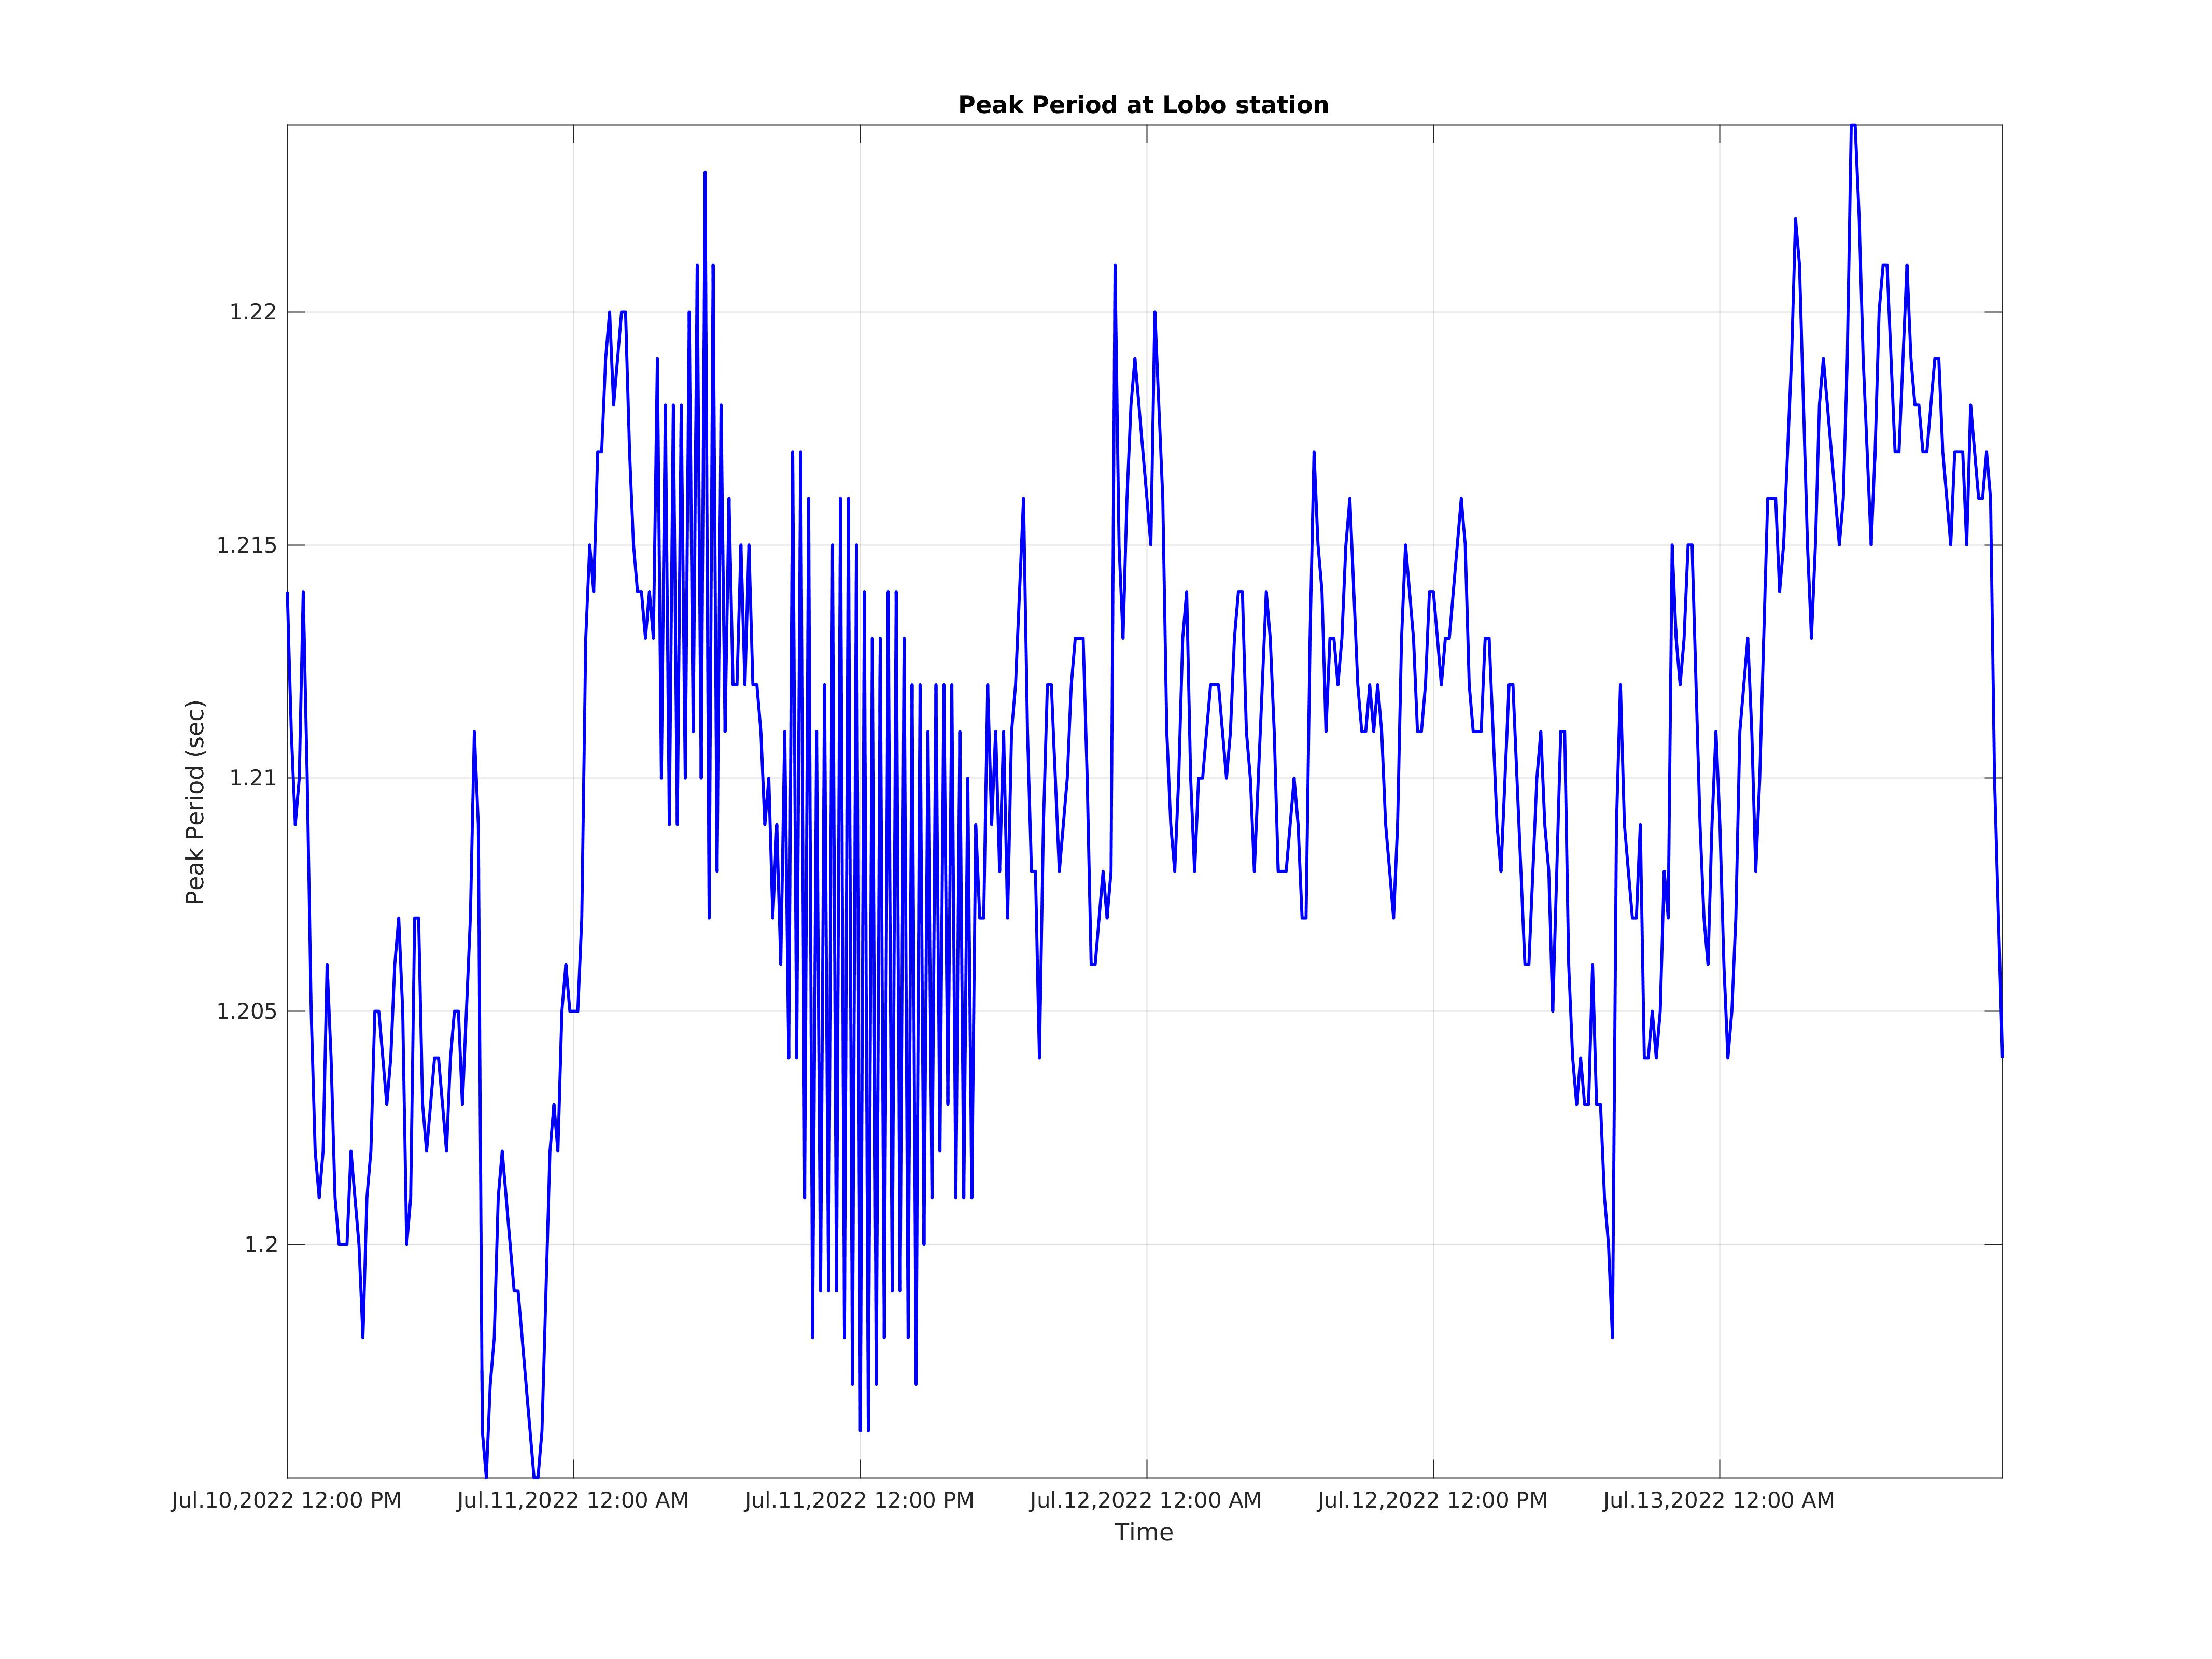 Peak Period at Lobo station
Peak Period (sec)
1.22
1.215
1.21
1.205
1.2
Jul.10,2022 12:00 PM
Jul.11,2022 12:00 AM
Jul.11,2022 12:00 PM
Jul.12,2022 12:00 AM
Jul.12,2022 12:00 PM
Jul.13,2022 12:00 AM
Time